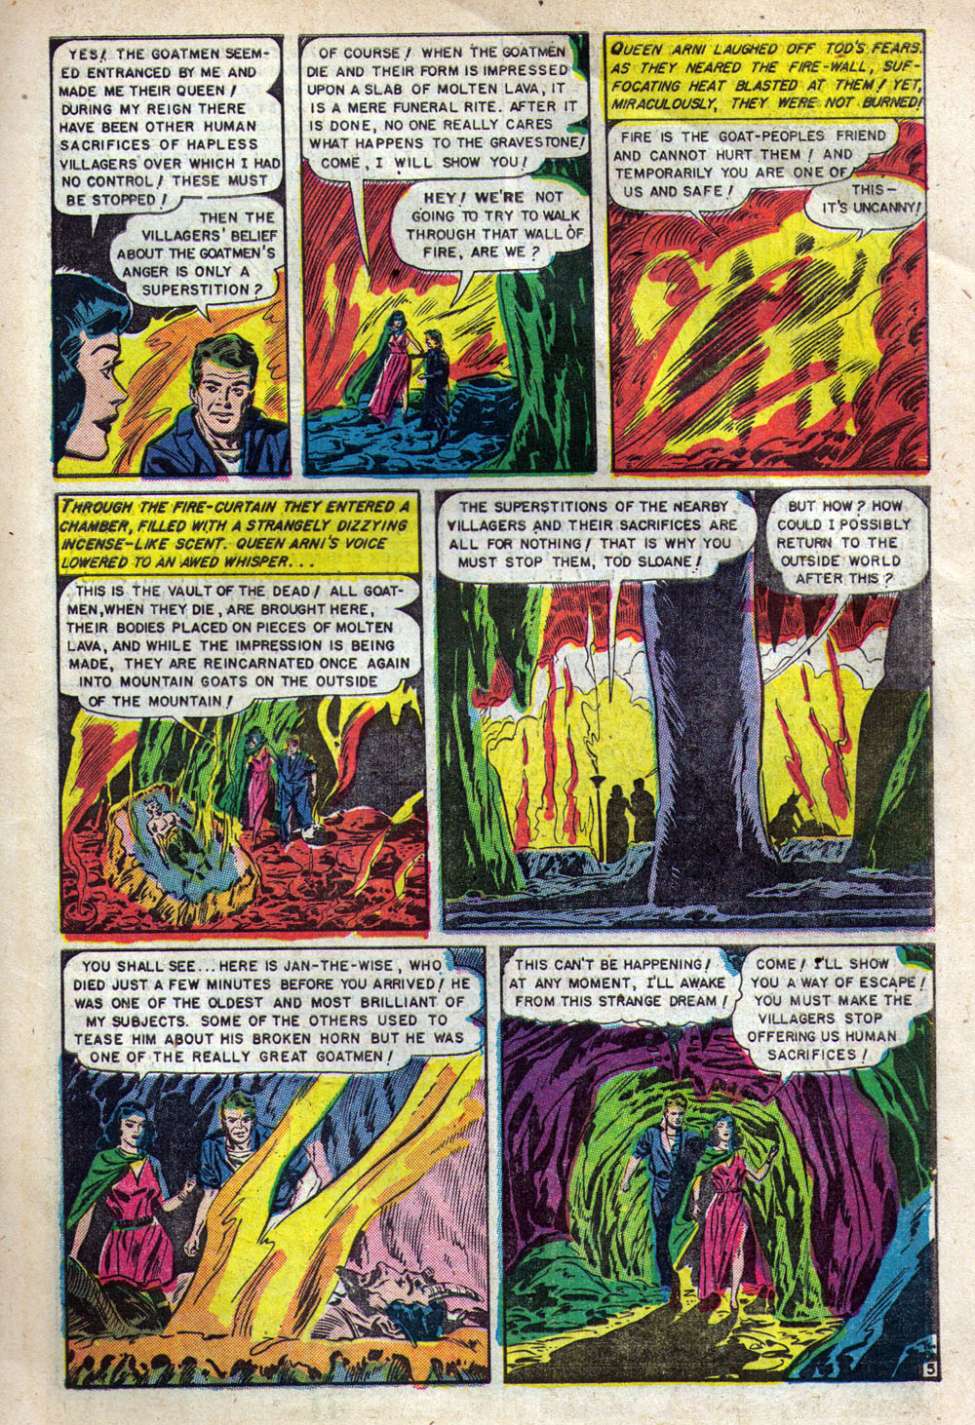 YES! THE GOATMEN SEEM-
ED ENTRANCED BY ME AND
MADE ME THEIR QUEEN!
DURING MY REIGN THERE
HAVE BEEN OTHER HUMAN
SACRIFICES OF HAPLESS
VILLAGERS OVER WHICH I HAD
NO CONTROL! THESE MUST
BE STOPPED!
THEN THE
VILLAGERS' BELIEF
ABOUT THE GOATMEN'S
ANGER IS ONLY A
SUPERSTITION?
OF COURSE! WHEN THE GOATMEN
DIE AND THEIR FORM IS IMPRESSED
UPON A SLAB OF MOLTEN LAVA, IT
IS A MERE FUNERAL RITE. AFTER IT
IS DONE, NO ONE REALLY CARES
WHAT HAPPENS TO THE GRAVESTONE!
COME, I WILL SHOW YOU!
HEY! WE'RE NOT
GOING TO TRY TO WALK
THROUGH THAT WALL OF
FIRE, ARE WE?
QUEEN ARNI LAUGHED OFF TOD'S FEARS.
AS THEY NEARED THE FIRE-WALL, SUF-
FOCATING HEAT BLASTED AT THEM! YET,
MIRACULOUSLY, THEY WERE NOT BURNED!
FIRE IS THE GOAT-PEOPLES FRIEND
AND CANNOT HURT THEM! AND
TEMPORARILY YOU ARE ONE OF
US AND SAFE!
THIS-
IT'S UNCANNY!
THROUGH THE FIRE-CURTAIN THEY ENTERED A
CHAMBER, FILLED WITH A STRANGELY DIZZYING
INCENSE-LIKE SCENT. QUEEN ARNI'S VOICE
LOWERED TO AN AWED WHISPER...
THIS IS THE VAULT OF THE DEAD! ALL GOAT-
MEN, WHEN THEY DIE, ARE BROUGHT HERE,
THEIR BODIES PLACED ON PIECES OF MOLTEN
LAVA, AND WHILE THE IMPRESSION IS BEING
MADE, THEY ARE REINCARNATED ONCE AGAIN
INTO MOUNTAIN GOATS ON THE OUTSIDE
OF THE MOUNTAIN!
THE SUPERSTITIONS OF THE NEARBY
VILLAGERS AND THEIR SACRIFICES ARE
ALL FOR NOTHING! THAT IS WHY YOU
MUST STOP THEM, TOD SLOANE!
BUT HOW? HOW
COULD I POSSIBLY
RETURN TO THE
OUTSIDE WORLD
AFTER THIS?
YOU SHALL SEE... HERE IS JAN-THE-WISE, WHO
DIED JUST A FEW MINUTES BEFORE YOU ARRIVED! HE
WAS ONE OF THE OLDEST AND MOST BRILLIANT OF
MY SUBJECTS. SOME OF THE OTHERS USED TO
TEASE HIM ABOUT HIS BROKEN HORN BUT HE WAS
ONE OF THE REALLY GREAT GOATMEN!
THIS CAN'T BE HAPPENING!
AT ANY MOMENT, I'LL AWAKE
FROM THIS STRANGE DREAM!
COME! I'LL SHOW
YOU A WAY OF ESCAPE!
YOU MUST MAKE THE
VILLAGERS STOP
OFFERING US HUMAN
SACRIFICES!
5